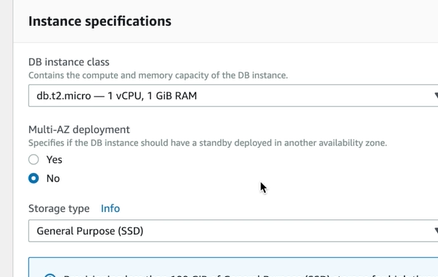 Instance specifications
DB instance class
Contains the compute and memory capacity of the DB instance.
db.t2.micro — 1 vCPU, 1 GiB RAM
Multi-AZ deployment
Specifies if the DB instance should have a standby deployed in another availability zone.
Yes
No
Storage type Info
General Purpose (SSD)